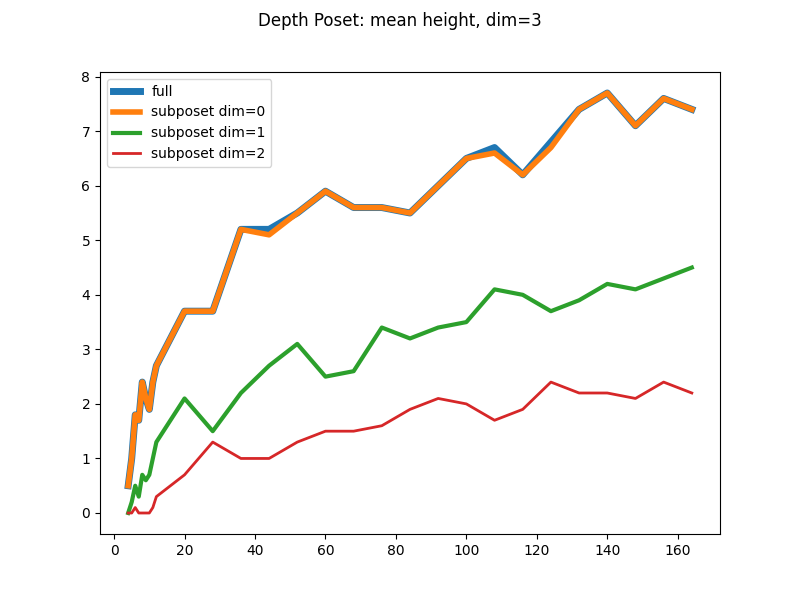 Depth Poset: mean height, dim=3
full
subposet dim=0
subposet dim=1
subposet dim=2
8
7
6
5
4
3
2
1
0
0 20 40 60 80 100 120 140 160